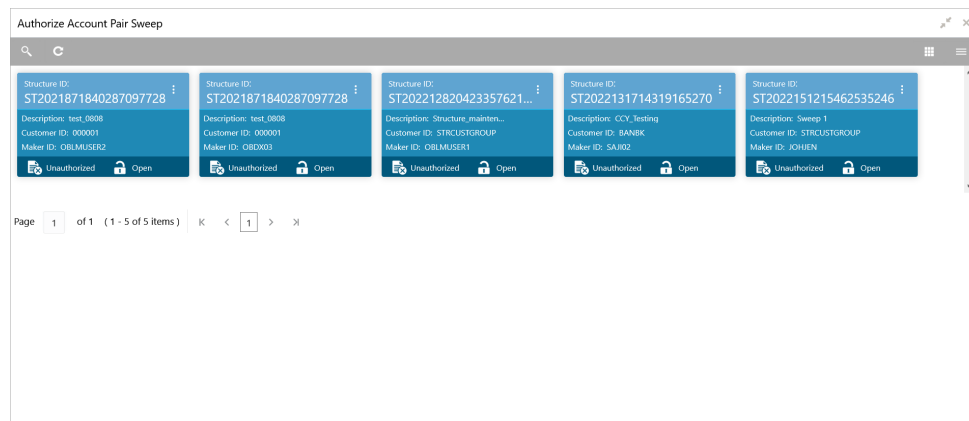 Authorize Account Pair Sweep
Structure ID:
ST2021871840287097728
Description: test_0808
Customer ID: 000001
Maker ID: OBLMUSER2
Unauthorized Open
Structure ID:
ST2021871840287097728
Description: test_0808
Customer ID: 000001
Maker ID: OBDX03
Unauthorized Open
Structure ID:
ST202212820423357621...
Description: Structure_mainten...
Customer ID: STRCUSTGROUP
Maker ID: OBLMUSER1
Unauthorized Open
Structure ID:
ST2022131714319165270
Description: CCY_Testing
Customer ID: BANBK
Maker ID: SAJI02
Unauthorized Open
Structure ID:
ST2022151215462535246
Description: Sweep 1
Customer ID: STRCUSTGROUP
Maker ID: JOHJEN
Unauthorized Open
Page 1 of 1 ( 1 - 5 of 5 items ) 1